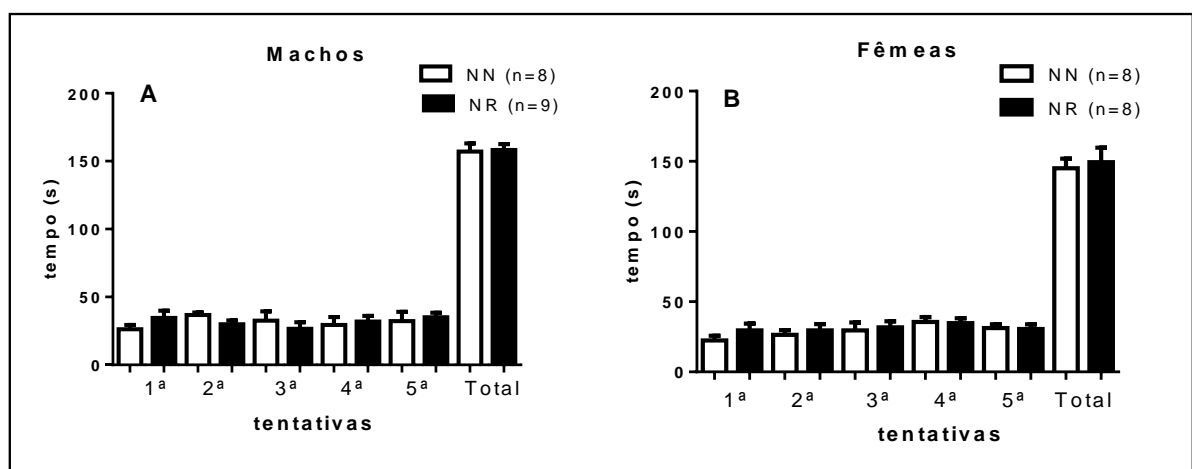 Machos
A
NN (n=8)
NR (n=9)
200
150
100
50
0
tempo (s)
1ª 2ª 3ª 4ª 5ª Total
tentativas
Fêmeas
B
NN (n=8)
NR (n=8)
200
150
100
50
0
tempo (s)
1ª 2ª 3ª 4ª 5ª Total
tentativas